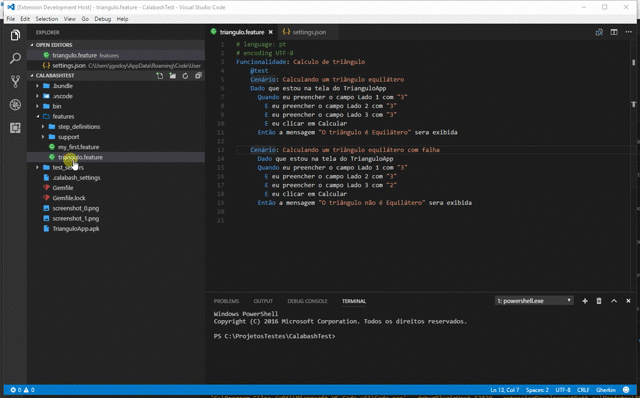 [Extension Development Host] - triangulo.feature - CalabashTest - Visual Studio Code
File Edit Selection View Go Debug Help
EXPLORER
OPEN EDITORS
triangulo.feature features
settings.json C:\Users\jgodoy\AppData\Roaming\Code\User
CALABASHTEST
.bundle
.vscode
bin
features
step_definitions
support
my_first.feature
triangulo.feature
.calabash_settings
Gemfile
Gemfile.lock
screenshot_0.png
screenshot_1.png
TrianguloApp.apk
triangulo.feature settings.json
1 # language: pt
2 # encoding UTF-8
3 Funcionalidade: Calculo de triângulo
4 @test
5 Cenário: Calculando um triângulo equilátero
6 Dado que estou na tela do TrianguloApp
7 Quando eu preencher o campo Lado 1 com "3"
8 E eu preencher o campo Lado 2 com "3"
9 E eu preencher o campo Lado 3 com "3"
10 E eu clicar em Calcular
11 Então a mensagem "O triângulo é Equilátero" sera exibida
12
13 Cenário: Calculando um triângulo equilátero com falha
14 Dado que estou na tela do TrianguloApp
15 Quando eu preencher o campo Lado 1 com "3"
16 E eu preencher o campo Lado 2 com "3"
17 E eu preencher o campo Lado 3 com "2"
18 E eu clicar em Calcular
19 Então a mensagem "O triângulo não é Equilátero" sera exibida
20
21
PROBLEMS OUTPUT DEBUG CONSOLE TERMINAL 1: powershell.exe
Windows PowerShell
Copyright (C) 2016 Microsoft Corporation. Todos os direitos reservados.
PS C:\ProjetosTestes\CalabashTest>
0 0 Ln 13, Col 7 Spaces: 2 UTF-8 CRLF Gherkin